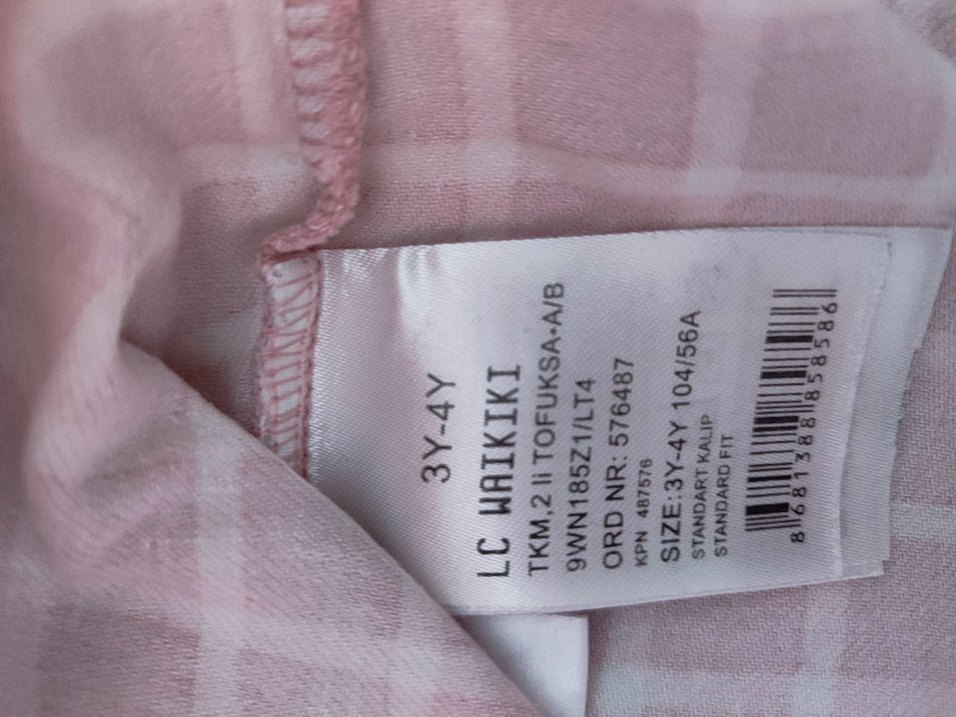 3Y-4Y
LC WAIKIKI
TKM,2 li TOFUKSA-A/B
9WN185Z1/LT4
ORD NR: 576487
KPN 487576
SIZE:3Y-4Y 104/56A
STANDART KALIP
STANDARD FIT
8681388858586